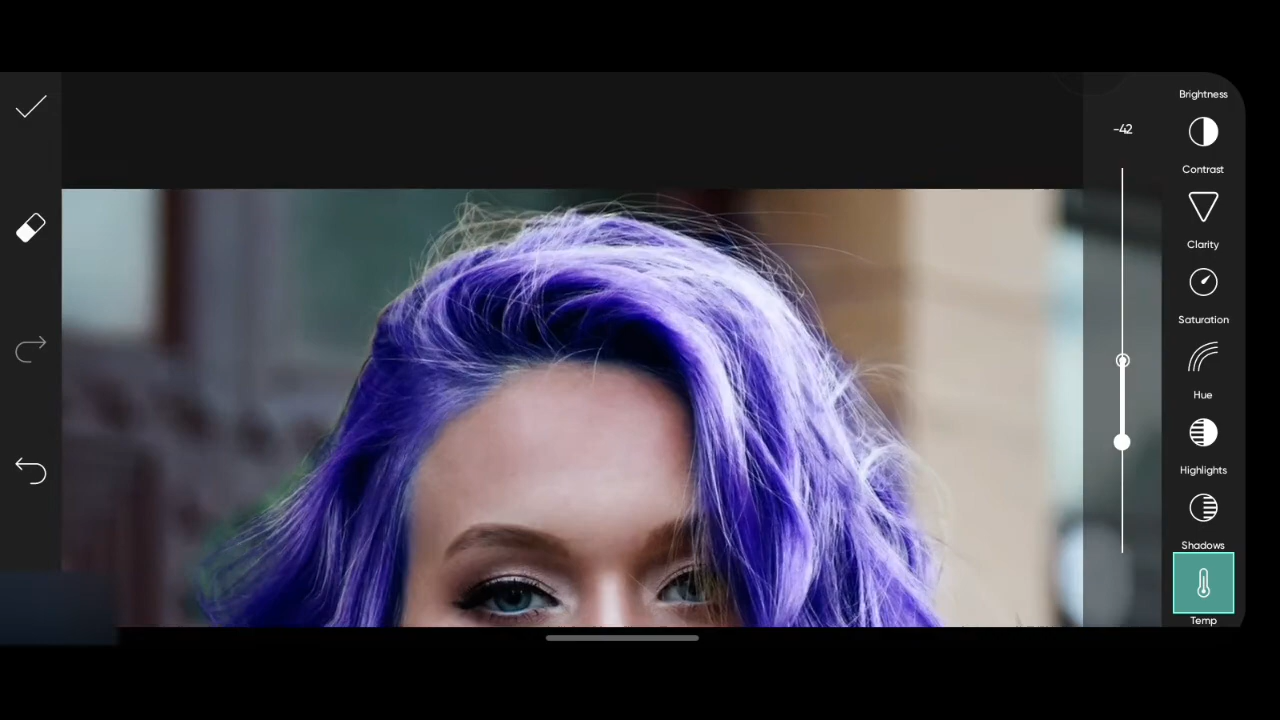 Brightness
-42
Contrast
Clarity
Saturation
Hue
Highlights
Shadows
Temp